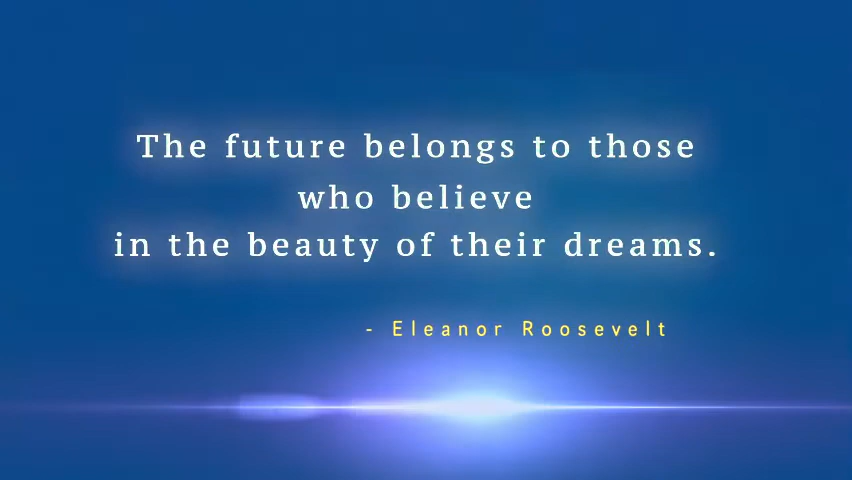 The future belongs to those
who believe
in the beauty of their dreams.
- Eleanor Roosevelt